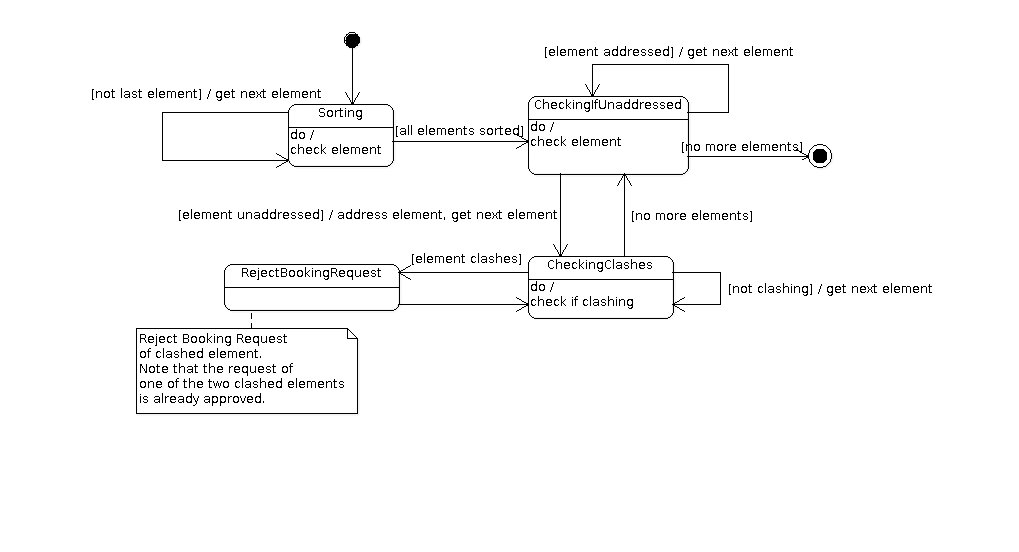 [element addressed] / get next element
[not last element] / get next element
Sorting
do /
check element
[all elements sorted]
CheckingIfUnaddressed
do /
check element
[no more elements]
[element unaddressed] / address element, get next element
[no more elements]
[element clashes]
RejectBookingRequest
CheckingClashes
do /
check if clashing
[not clashing] / get next element
Reject Booking Request
of clashed element.
Note that the request of
one of the two clashed elements
is already approved.